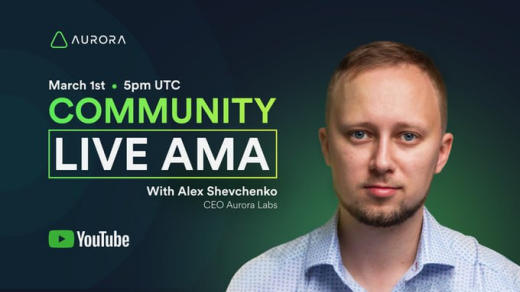 AURORA
March 1st • 5pm UTC
COMMUNITY
LIVE AMA
With Alex Shevchenko
CEO Aurora Labs
YouTube